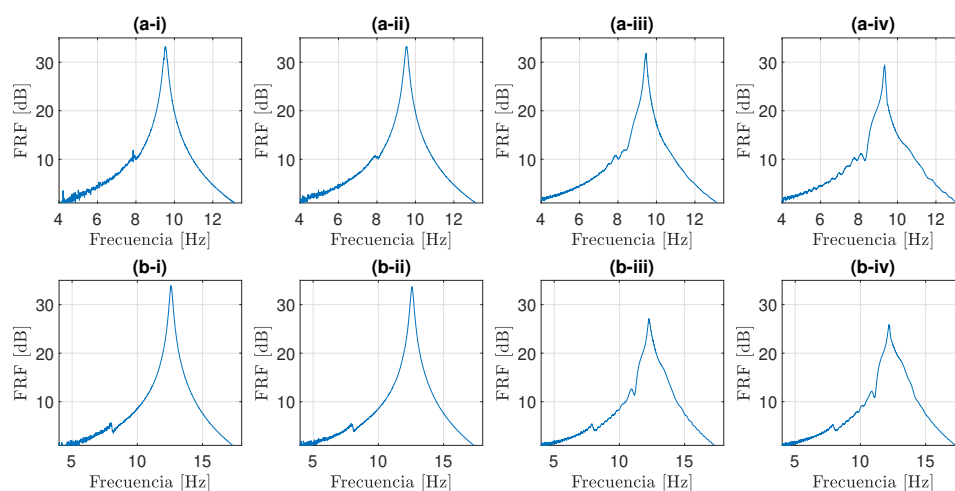 (a-i)
(a-ii)
(a-iii)
(a-iv)
FRF [dB]
30
20
10
4 6 8 10 12
Frecuencia [Hz]
FRF [dB]
30
20
10
4 6 8 10 12
Frecuencia [Hz]
FRF [dB]
30
20
10
4 6 8 10 12
Frecuencia [Hz]
FRF [dB]
30
20
10
4 6 8 10 12
Frecuencia [Hz]
(b-i)
(b-ii)
(b-iii)
(b-iv)
FRF [dB]
30
20
10
5 10 15
Frecuencia [Hz]
FRF [dB]
30
20
10
5 10 15
Frecuencia [Hz]
FRF [dB]
30
20
10
5 10 15
Frecuencia [Hz]
FRF [dB]
30
20
10
5 10 15
Frecuencia [Hz]